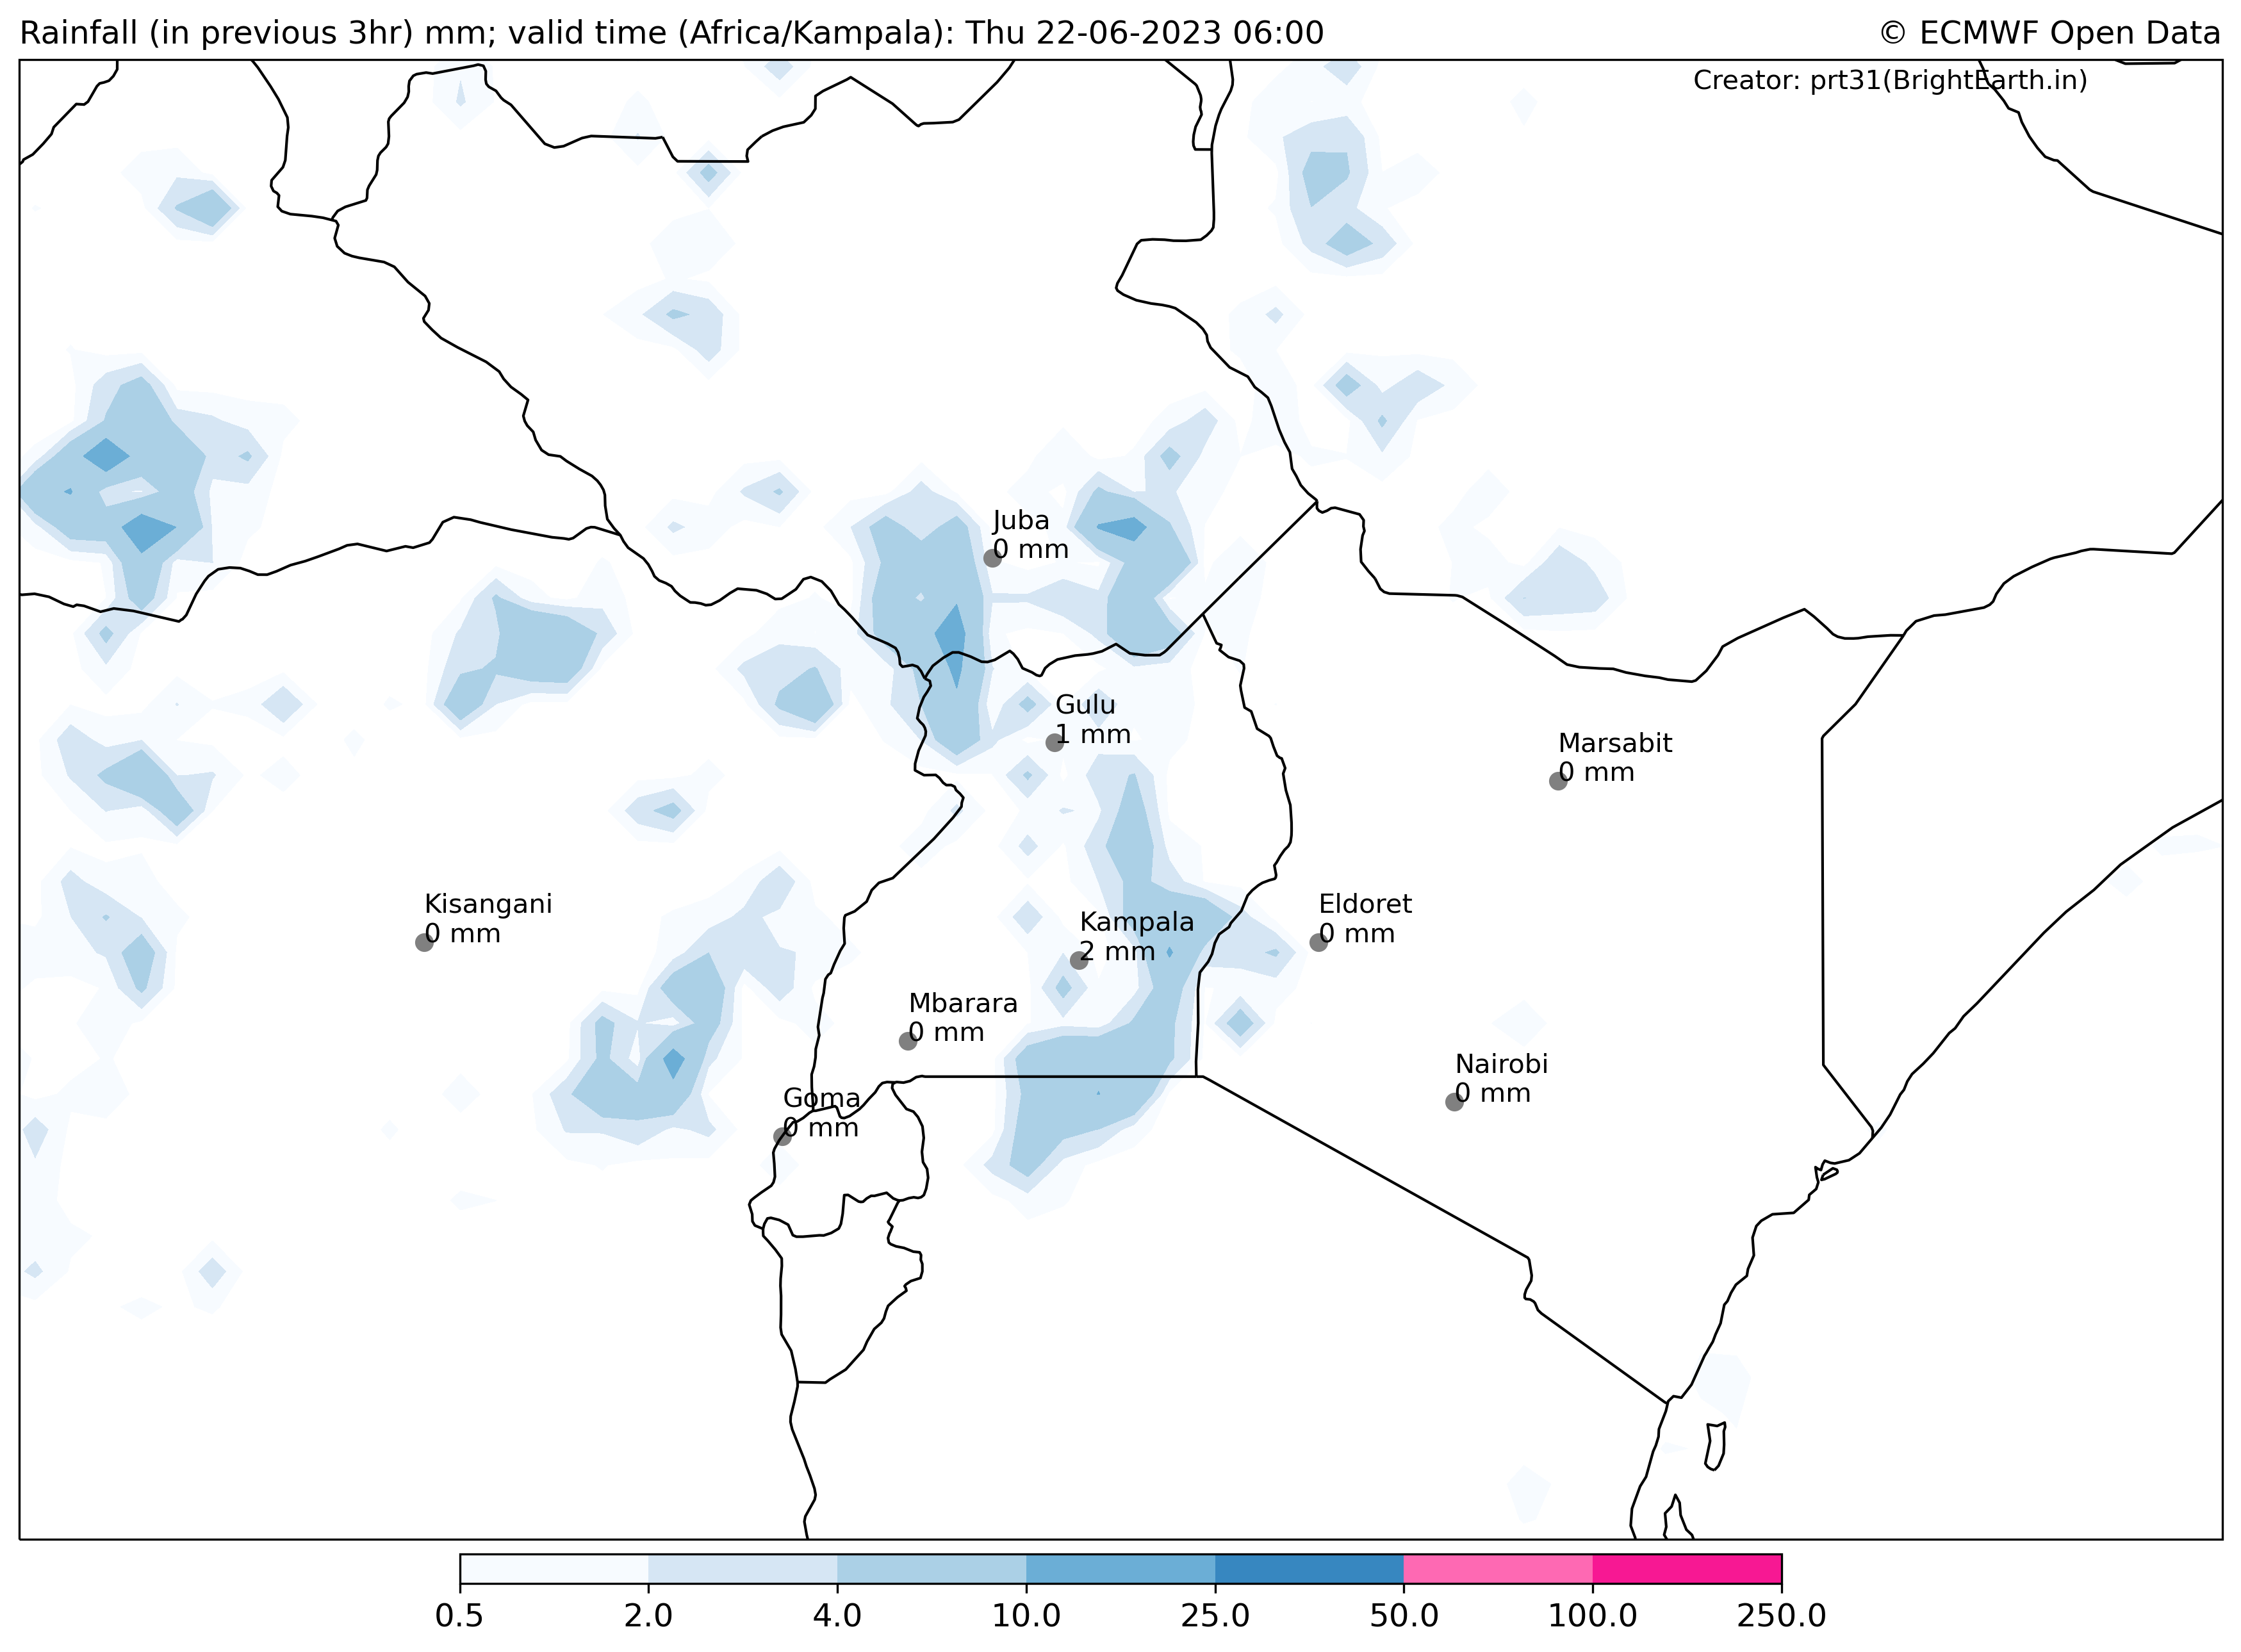 Rainfall (in previous 3hr) mm; valid time (Africa/Kampala): Thu 22-06-2023 06:00
© ECMWF Open Data
Creator: prt31(BrightEarth.in)
Juba
0 mm
Gulu
1 mm
Marsabit
0 mm
Kisangani
0 mm
Kampala
2 mm
Eldoret
0 mm
Mbarara
0 mm
Nairobi
0 mm
Goma
0 mm
0.5 2.0 4.0 10.0 25.0 50.0 100.0 250.0